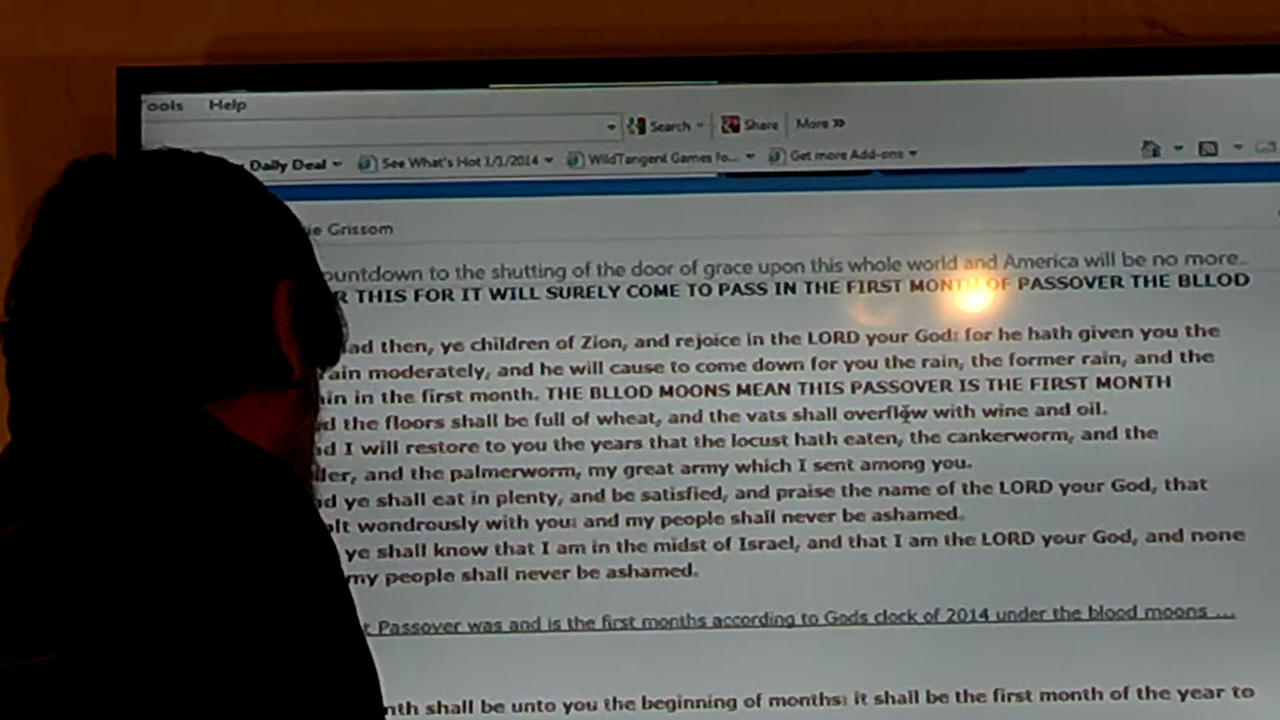 ools Help
Search Share More »
Daily Deal See What's Hot 1/1/2014 WildTangent Games fo... Get more Add-ons
ie Grissom
ountdown to the shutting of the door of grace upon this whole world and America will be no more..
R THIS FOR IT WILL SURELY COME TO PASS IN THE FIRST MONTH OF PASSOVER THE BLLOD
lad then, ye children of Zion, and rejoice in the LORD your God: for he hath given you the
rain moderately, and he will cause to come down for you the rain, the former rain, and the
in in the first month. THE BLLOD MOONS MEAN THIS PASSOVER IS THE FIRST MONTH
d the floors shall be full of wheat, and the vats shall overflow with wine and oil.
d I will restore to you the years that the locust hath eaten, the cankerworm, and the
ller, and the palmerworm, my great army which I sent among you.
d ye shall eat in plenty, and be satisfied, and praise the name of the LORD your God, that
alt wondrously with you: and my people shall never be ashamed.
ye shall know that I am in the midst of Israel, and that I am the LORD your God, and none
my people shall never be ashamed.
r Passover was and is the first months according to Gods clock of 2014 under the blood moons ...
nth shall be unto you the beginning of months: it shall be the first month of the year to